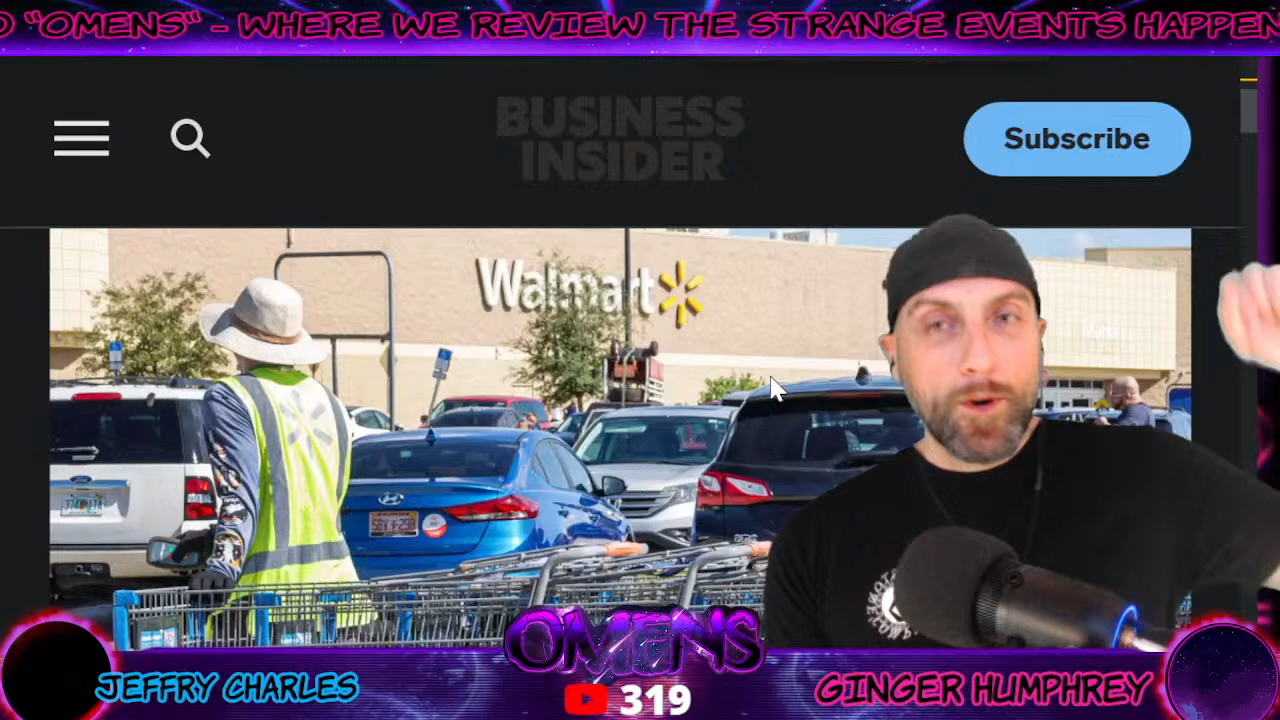 "OMENS" - WHERE WE REVIEW THE STRANGE EVENTS HAPPEN
BUSINESS
INSIDER
Subscribe
Walmart
OMENS
JEFFRY CHARLES
319
GINGER HUMPHREY